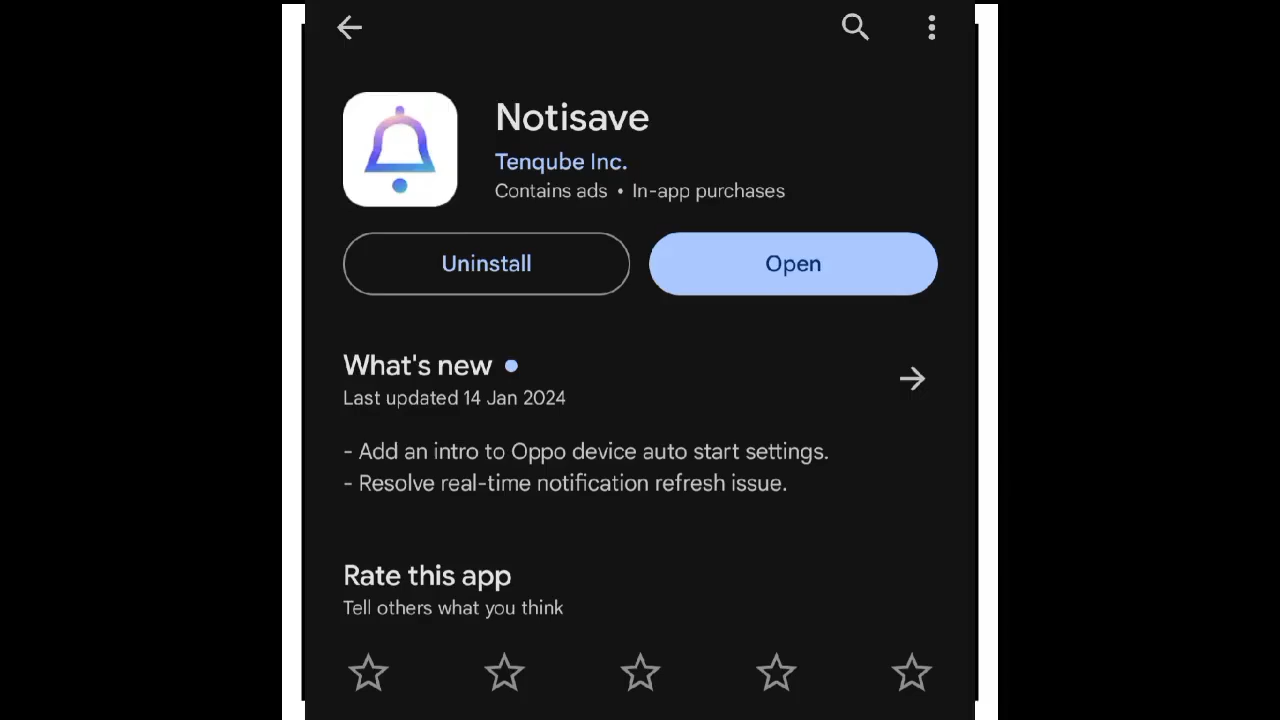 Notisave
Tenqube Inc.
Contains ads • In-app purchases
Uninstall
Open
What's new
Last updated 14 Jan 2024
- Add an intro to Oppo device auto start settings.
- Resolve real-time notification refresh issue.
Rate this app
Tell others what you think